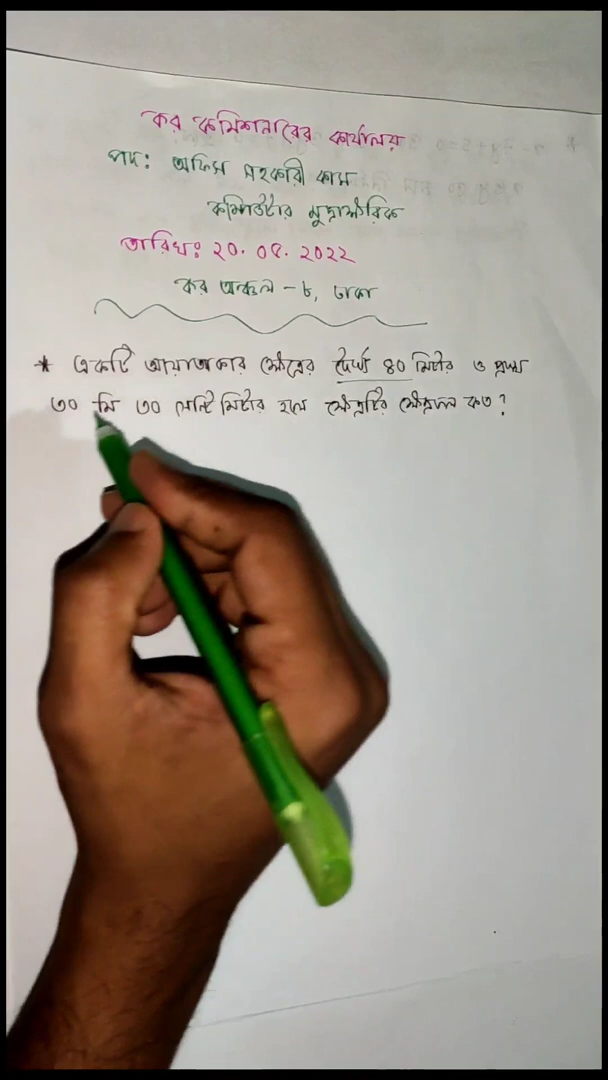 কর কমিশনারের কার্যালয়
পদ: অফিস সহকারী কাম
কম্পিউটার মুদ্রাক্ষরিক
তারিখঃ ২০. ০৫. ২০২২
কর অঞ্চল - ৮, ঢাকা
* একটি আয়তাকার ক্ষেত্রের দৈর্ঘ্য ৪০ মিটার ও প্রস্থ
৩০ মি ৩০ সেন্টিমিটার হলে ক্ষেত্রটির ক্ষেত্রফল কত?